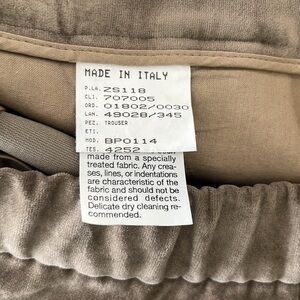 MADE IN ITALY
P.LA. ZS118
CLI. 707005
ORD. 01802/0030
LAN. 49028/345
PEZ. TROUSER
ETI.
MOD. BP0114
TES. 4252
made from a specially
treated fabric. Any crea-
ses, lines, or indentations
are characteristic of the
fabric and should not be
considered defects.
Delicate dry cleaning re-
commended.